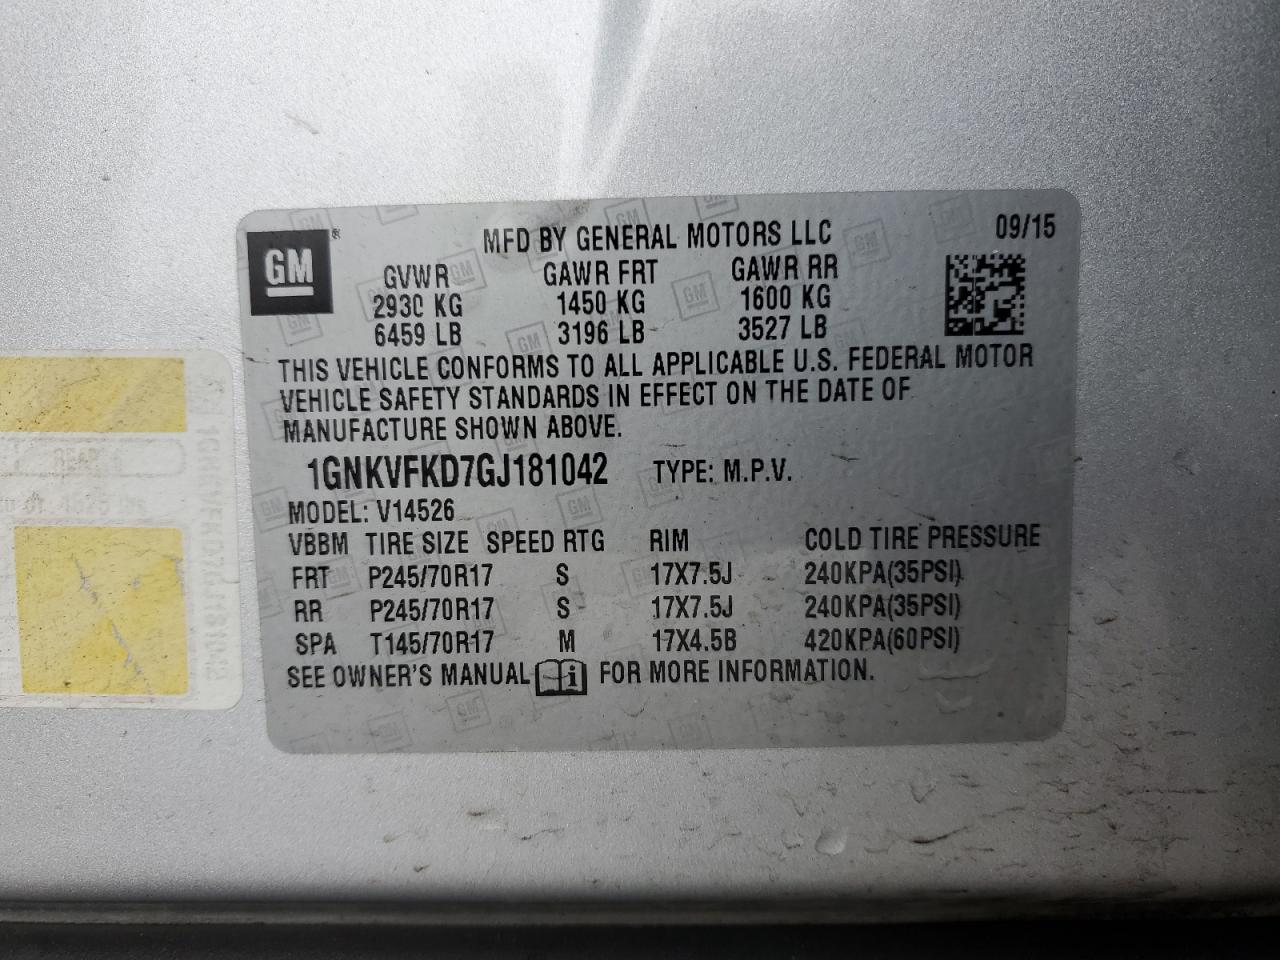 GM®
MFD BY GENERAL MOTORS LLC 09/15
GVWR GAWR FRT GAWR RR
2930 KG 1450 KG 1600 KG
6459 LB 3196 LB 3527 LB
THIS VEHICLE CONFORMS TO ALL APPLICABLE U.S. FEDERAL MOTOR
VEHICLE SAFETY STANDARDS IN EFFECT ON THE DATE OF
MANUFACTURE SHOWN ABOVE.
1GNKVFKD7GJ181042 TYPE: M.P.V.
MODEL: V14526
VBBM TIRE SIZE SPEED RTG RIM COLD TIRE PRESSURE
FRT P245/70R17 S 17X7.5J 240KPA(35PSI)
RR P245/70R17 S 17X7.5J 240KPA(35PSI)
SPA T145/70R17 M 17X4.5B 420KPA(60PSI)
SEE OWNER'S MANUAL FOR MORE INFORMATION.
REAR